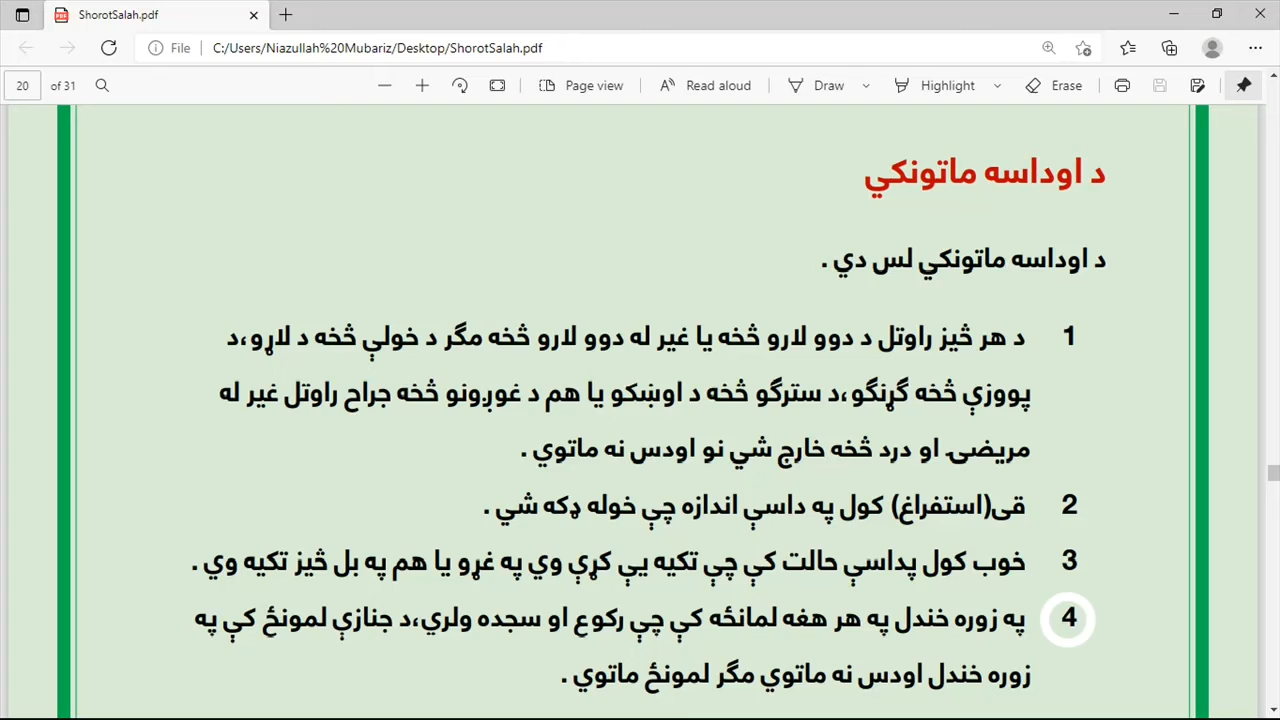 ShorotSalah.pdf
File C:/Users/Niazullah%20Mubariz/Desktop/ShorotSalah.pdf
20 of 31 Page view Read aloud Draw Highlight Erase
د اوداسه ماتونکي
د اوداسه ماتونکي لس دي .
1 د هر څيز راوتل د دوو لارو څخه يا غير له دوو لارو څخه مگر د خولې څخه د لاړو،د
پووزې څخه گړنگو،د سترگو څخه د اوښکو يا هم د غوږونو څخه جراح راوتل غير له
مريضۍ او درد څخه خارج شي نو اودس نه ماتوي .
2 قی(استفراغ) کول په داسې اندازه چې خوله ډکه شي .
3 خوب کول پداسې حالت کې چې تکيه يې کړې وي په غړو يا هم په بل څيز تکيه وي .
4 په زوره خندل په هر هغه لمانځه کې چې رکوع او سجده ولري،د جنازې لمونځ کې په
زوره خندل اودس نه ماتوي مگر لمونځ ماتوي .